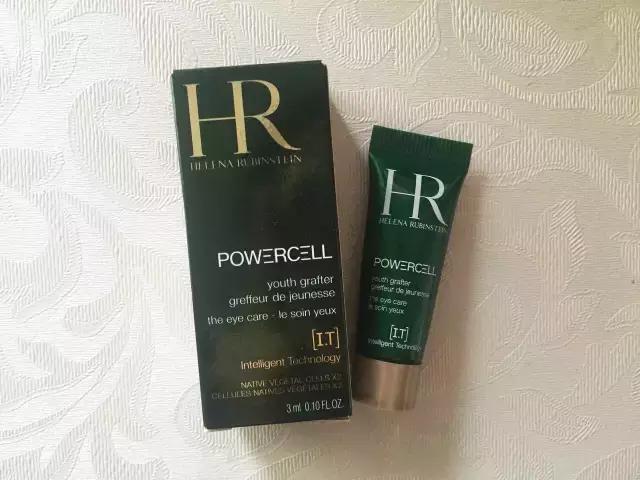 HR
HELENA RUBINSTEIN
POWERCELL
youth grafter
greffeur de jeunesse
the eye care - le soin yeux
[I.T]
Intelligent Technology
NATIVE VEGETAL CELLS X2
CELLULES NATIVES VÉGÉTALES X2
3 ml 0.10 FL.OZ.
HR
HELENA RUBINSTEIN
POWERCELL
youth grafter
greffeur de jeunesse
the eye care
le soin yeux
[I.T]
Intelligent Technology